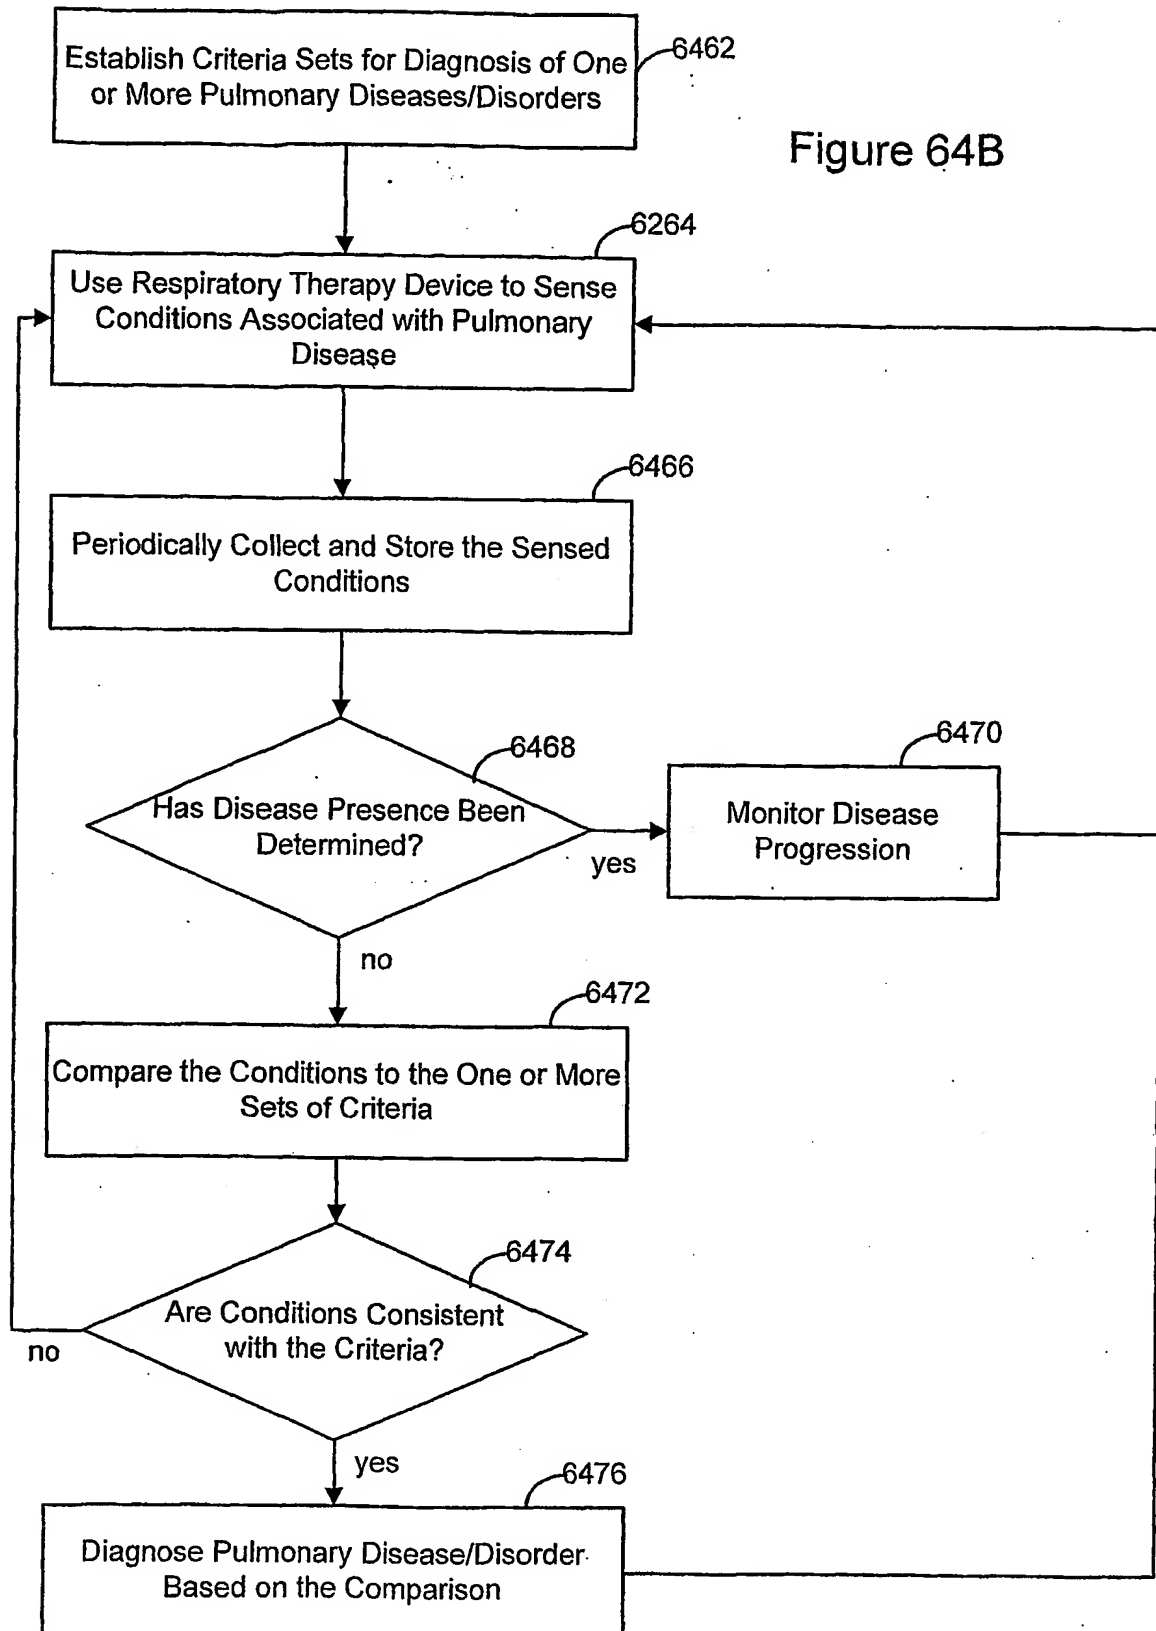 6462
Establish Criteria Sets for Diagnosis of One
or More Pulmonary Diseases/Disorders
Figure 64B
6264
Use Respiratory Therapy Device to Sense
Conditions Associated with Pulmonary
Disease
6466
Periodically Collect and Store the Sensed
Conditions
6468
Has Disease Presence Been
Determined?
yes
6470
Monitor Disease
Progression
no
6472
Compare the Conditions to the One or More
Sets of Criteria
6474
Are Conditions Consistent
with the Criteria?
no
yes
6476
Diagnose Pulmonary Disease/Disorder
Based on the Comparison